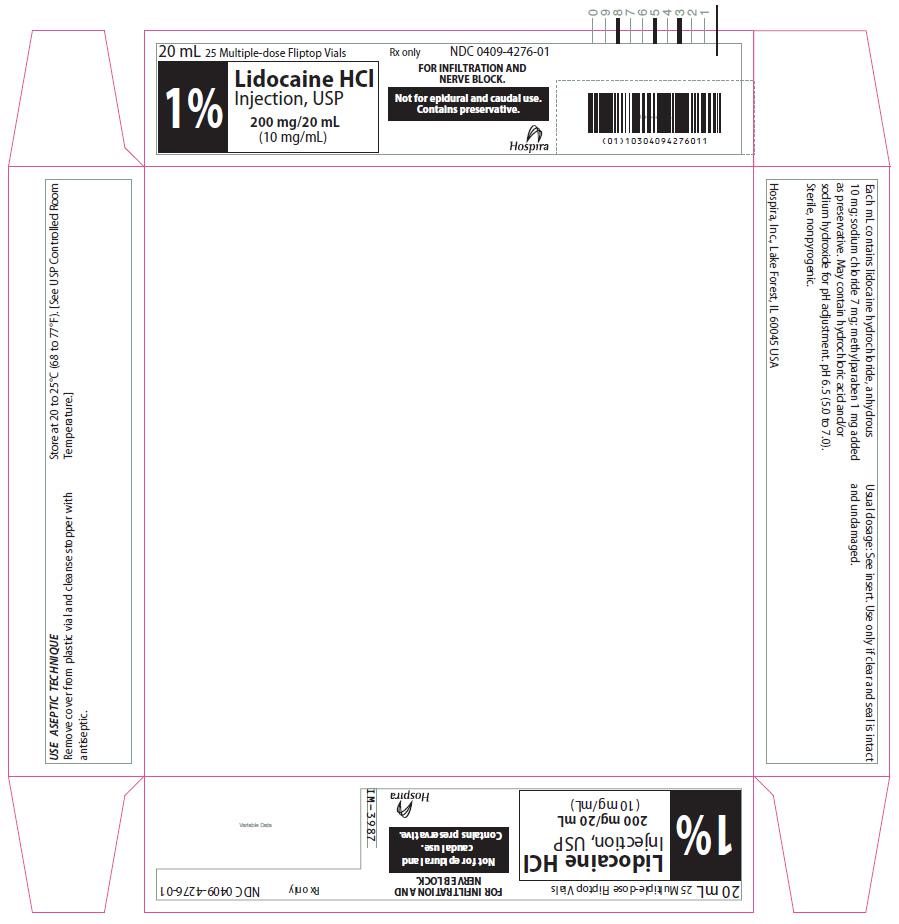 0 9 8 7 6 5 4 3 2 1
20 mL 25 Multiple-dose Fliptop Vials
Rx only
NDC 0409-4276-01
1%
Lidocaine HCl
Injection, USP
200 mg/20 mL
(10 mg/mL)
FOR INFILTRATION AND
NERVE BLOCK.
Not for epidural and caudal use.
Contains preservative.
Hospira
(01)10304094276011
Store at 20 to 25°C (68 to 77°F). [See USP Controlled Room
Temperature.]
USE ASEPTIC TECHNIQUE
Remove cover from plastic vial and cleanse stopper with
antiseptic.
Each mL contains lidocaine hydrochloride, anhydrous
10 mg; sodium chloride 7 mg; methylparaben 1 mg added
as preservative. May contain hydrochloric acid and/or
sodium hydroxide for pH adjustment. pH 6.5 (5.0 to 7.0).
Sterile, nonpyrogenic.
Hospira, Inc., Lake Forest, IL 60045 USA
Usual dosage: See insert. Use only if clear and seal is intact
and undamaged.
20 mL 25 Multiple-dose Fliptop Vials
Rx only
NDC 0409-4276-01
1%
Lidocaine HCl
Injection, USP
200 mg/20 mL
(10 mg/mL)
FOR INFILTRATION AND
NERVE BLOCK.
Not for epidural and
caudal use.
Contains preservative.
Hospira
IM-3987
Variable Data